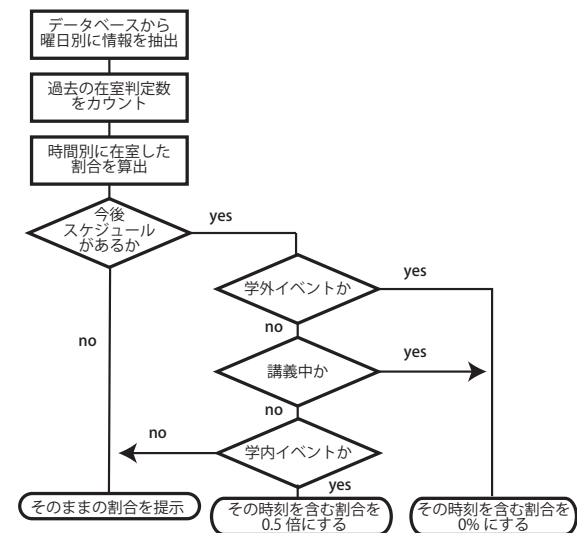 データベースから
曜日別に情報を抽出
過去の在室判定数
をカウント
時間別に在室した
割合を算出
今後
スケジュール
があるか
yes
学外イベントか
yes
no
no
講義中か
yes
no
学内イベントか
no
yes
そのままの割合を提示
その時刻を含む割合を
0.5 倍にする
その時刻を含む割合を
0% にする